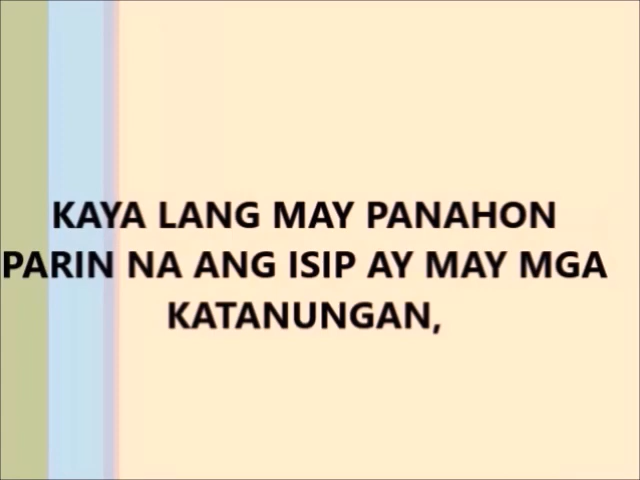 KAYA LANG MAY PANAHON
PARIN NA ANG ISIP AY MAY MGA
KATANUNGAN,